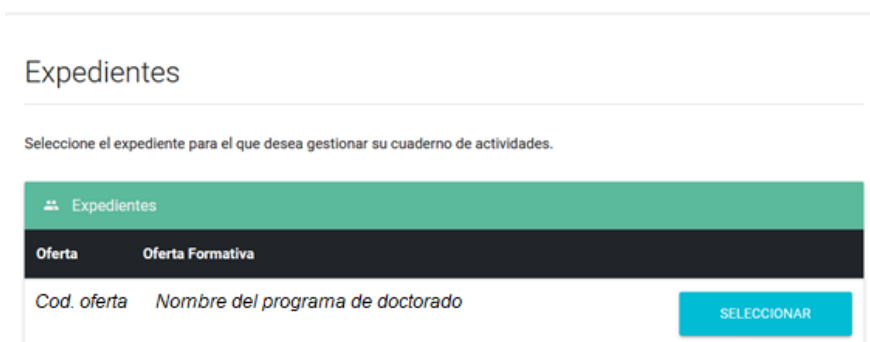 Expedientes
Seleccione el expediente para el que desea gestionar su cuaderno de actividades.
Expedientes
Oferta Oferta Formativa
Cod. oferta Nombre del programa de doctorado SELECCIONAR